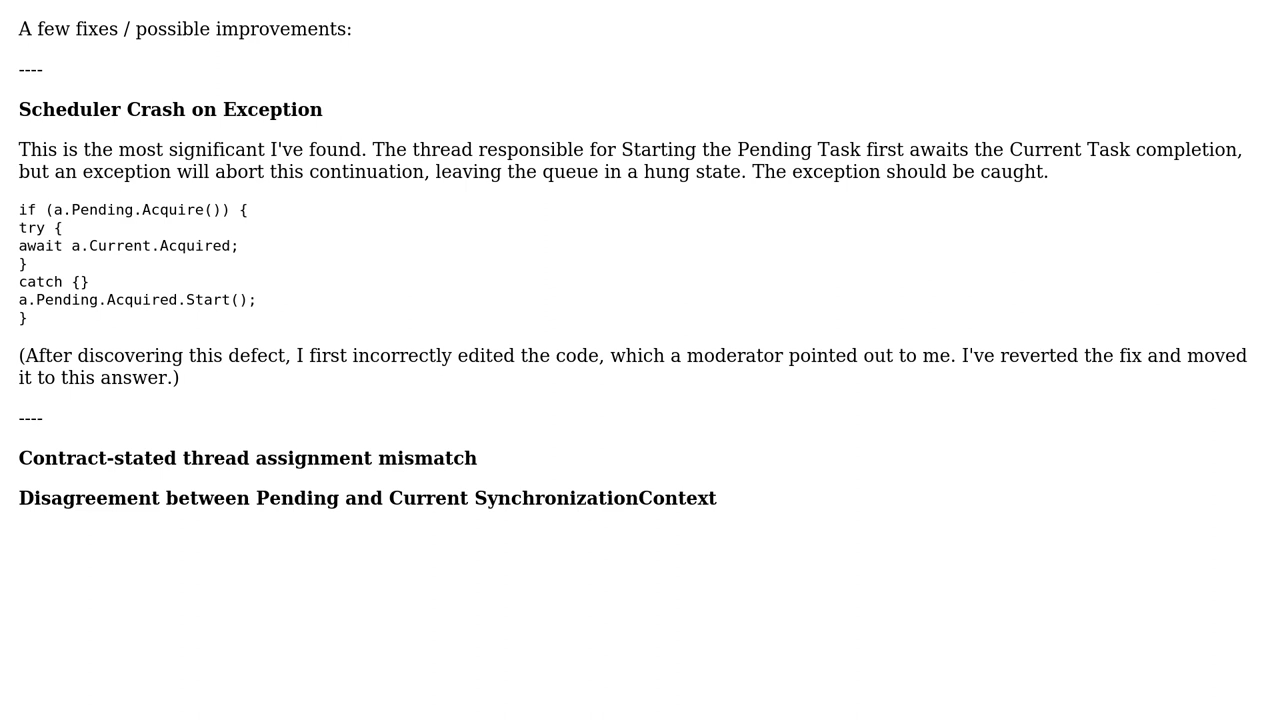 A few fixes / possible improvements:
----
Scheduler Crash on Exception
This is the most significant I've found. The thread responsible for Starting the Pending Task first awaits the Current Task completion,
but an exception will abort this continuation, leaving the queue in a hung state. The exception should be caught.
if (a.Pending.Acquire()) {
try {
await a.Current.Acquired;
}
catch {}
a.Pending.Acquired.Start();
}
(After discovering this defect, I first incorrectly edited the code, which a moderator pointed out to me. I've reverted the fix and moved
it to this answer.)
----
Contract-stated thread assignment mismatch
Disagreement between Pending and Current SynchronizationContext